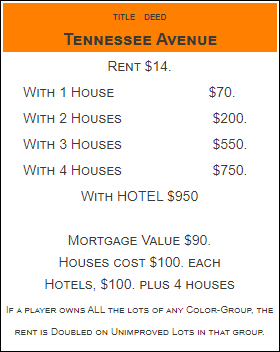 TITLE DEED
TENNESSEE AVENUE
RENT $14.
WITH 1 HOUSE $70.
WITH 2 HOUSES $200.
WITH 3 HOUSES $550.
WITH 4 HOUSES $750.
WITH HOTEL $950
MORTGAGE VALUE $90.
HOUSES COST $100. EACH
HOTELS, $100. PLUS 4 HOUSES
IF A PLAYER OWNS ALL THE LOTS OF ANY COLOR-GROUP, THE
RENT IS DOUBLED ON UNIMPROVED LOTS IN THAT GROUP.